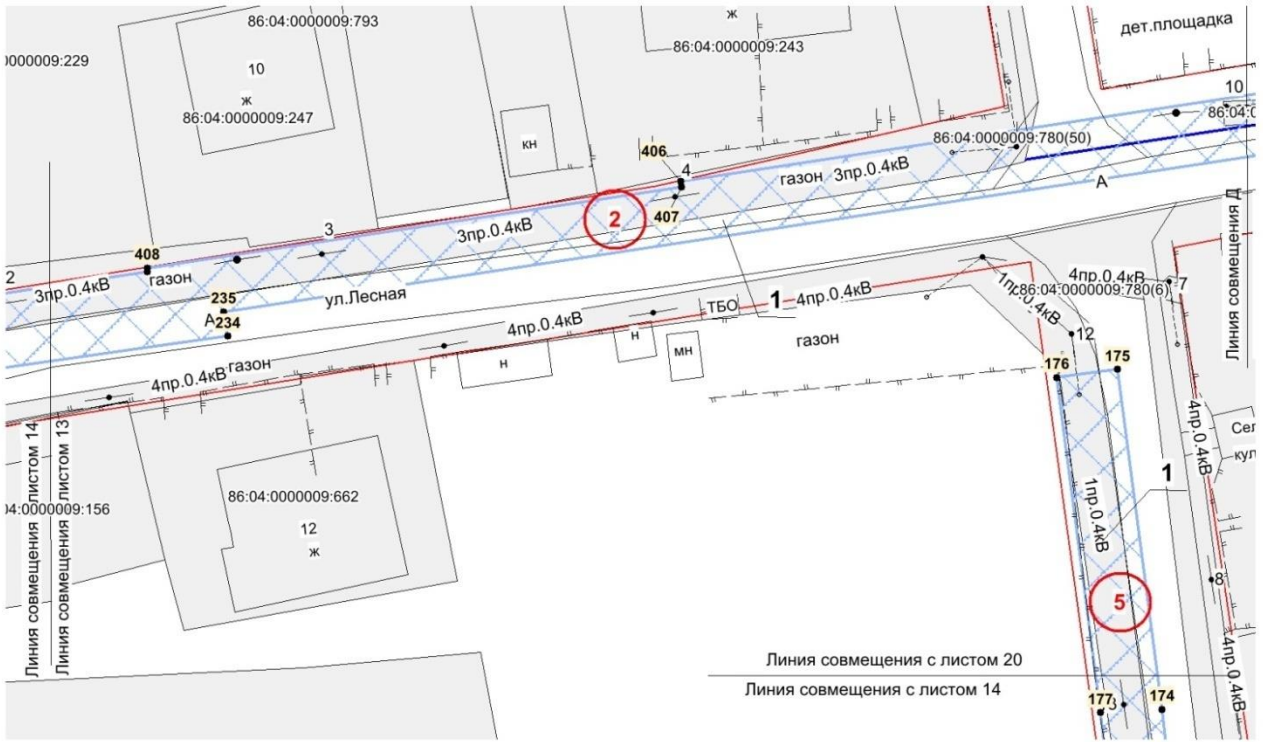 86:04:0000009:793
ж
дет.площадка
86:04:0000009:243
0000009:229
10
ж
86:04:0000009:247
10
86:04:0
кн
86:04:0000009:780(50)
406
4
газон 3пр.0.4кВ
А
407
2
3пр.0.4кВ
3
408
газон
2
3пр.0.4кВ
235
ул.Лесная
А
234
Линия совмещения Д
4пр.0.4кВ
7
86:04:0000009:780(6)
1пр.0.4кВ
4пр.0.4кВ
1
ТБО
12
4пр.0.4кВ
н
мн
газон
н
газон
4пр.0.4кВ
176
175
4пр.0.4кВ
Сел
кул
Линия совмещения с листом 14
Линия совмещения с листом 13
86:04:0000009:662
4:0000009:156
12
ж
1
1пр.0.4кВ
8
5
4пр.0.4кВ
Линия совмещения с листом 20
Линия совмещения с листом 14
177
174